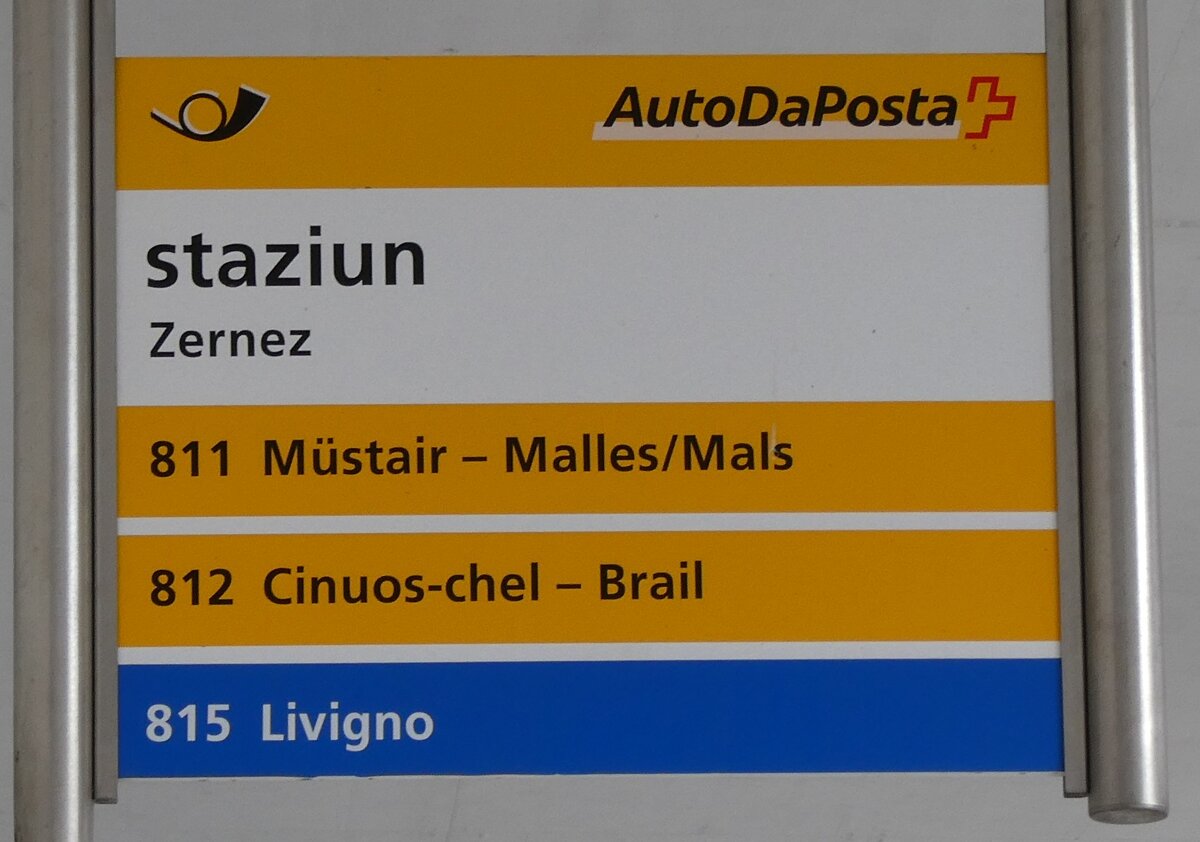 AutoDaPosta
staziun
Zernez
811 Müstair – Malles/Mals
812 Cinuos-chel – Brail
815 Livigno